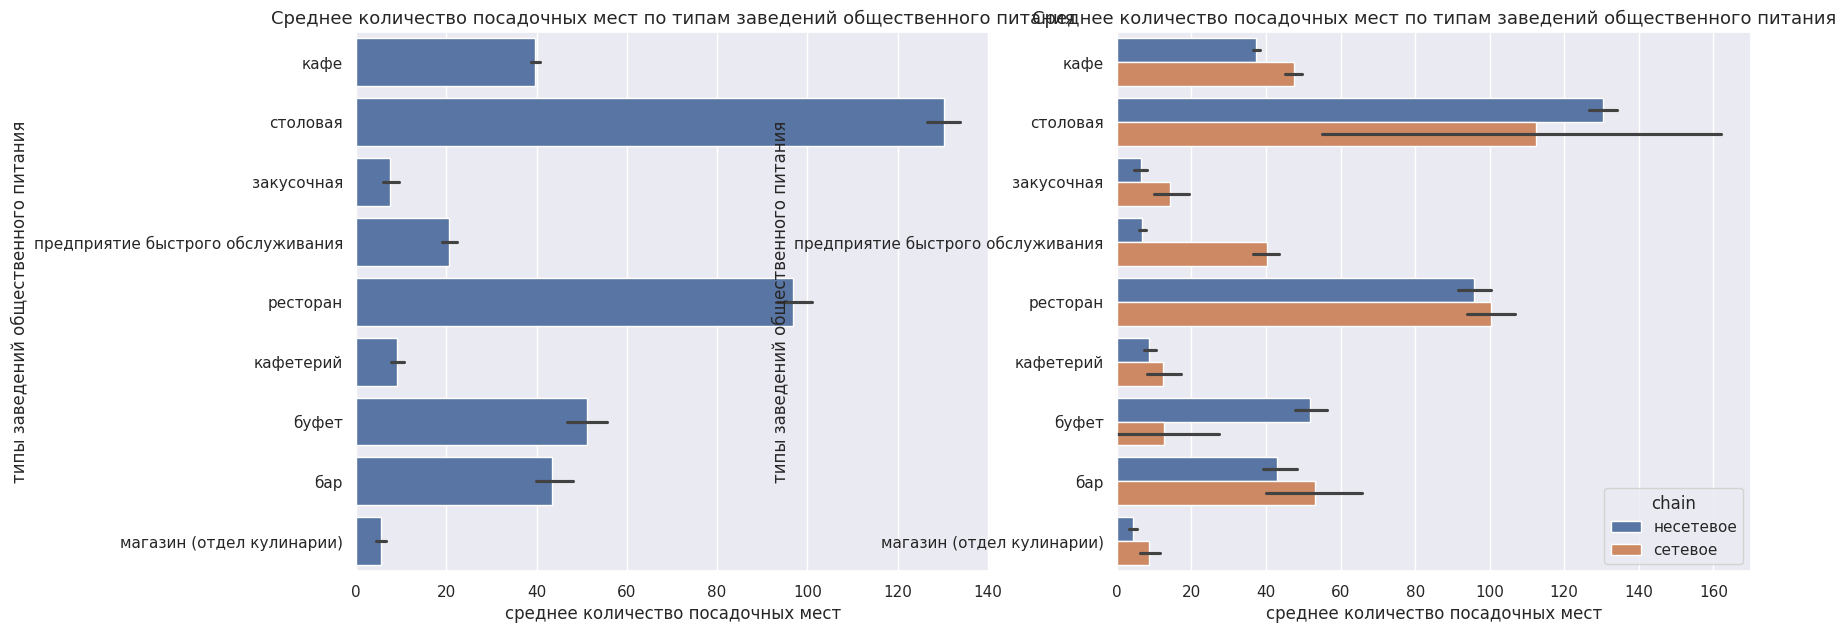 Среднее количество посадочных мест по типам заведений общественного питания
типы заведений общественного питания
кафе
столовая
закусочная
предприятие быстрого обслуживания
ресторан
кафетерий
буфет
бар
магазин (отдел кулинарии)
0 20 40 60 80 100 120 140
среднее количество посадочных мест
Среднее количество посадочных мест по типам заведений общественного питания
типы заведений общественного питания
кафе
столовая
закусочная
предприятие быстрого обслуживания
ресторан
кафетерий
буфет
бар
магазин (отдел кулинарии)
chain
несетевое
сетевое
0 20 40 60 80 100 120 140 160
среднее количество посадочных мест